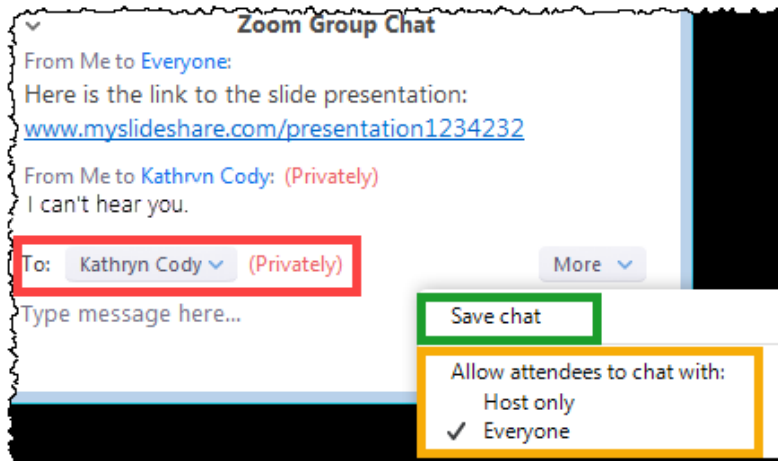 Zoom Group Chat
From Me to Everyone:
Here is the link to the slide presentation:
www.myslideshare.com/presentation1234232
From Me to Kathryn Cody: (Privately)
I can't hear you.
To: Kathryn Cody (Privately) More
Type message here...
Save chat
Allow attendees to chat with:
Host only
Everyone